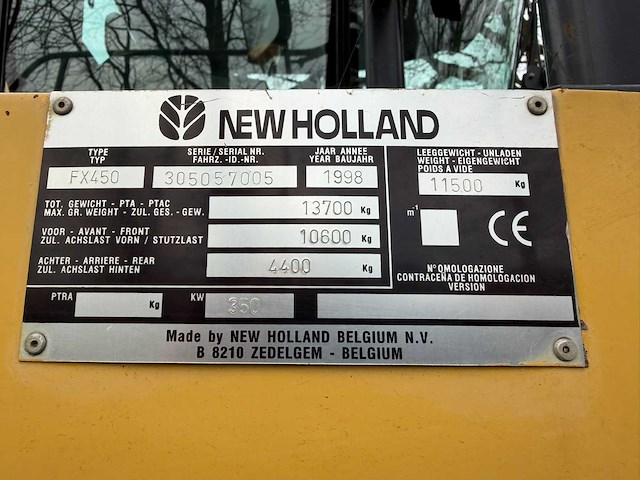 NEW HOLLAND
TYPE
TYP
SERIE/SERIAL NR.
FAHRZ. -ID.-NR.
JAAR ANNEE
YEAR BAUJAHR
LEEGGEWICHT - UNLADEN
WEIGHT - EIGENGEWICHT
POIDS A VIDE
FX450
305057005
1998
11500 Kg
TOT. GEWICHT - PTA - PTAC
MAX. GR. WEIGHT - ZUL. GES. - GEW.
13700 Kg
VOOR - AVANT - FRONT
ZUL. ACHSLAST VORN / STUTZLAST
10600 Kg
ACHTER - ARRIERE - REAR
ZUL. ACHSLAST HINTEN
4400 Kg
m¹
CE
N° OMOLOGAZIONE
CONTRACEÑA DE HOMOLOGACION
VERSION
PTRA Kg
KW 350
Made by NEW HOLLAND BELGIUM N.V.
B 8210 ZEDELGEM - BELGIUM